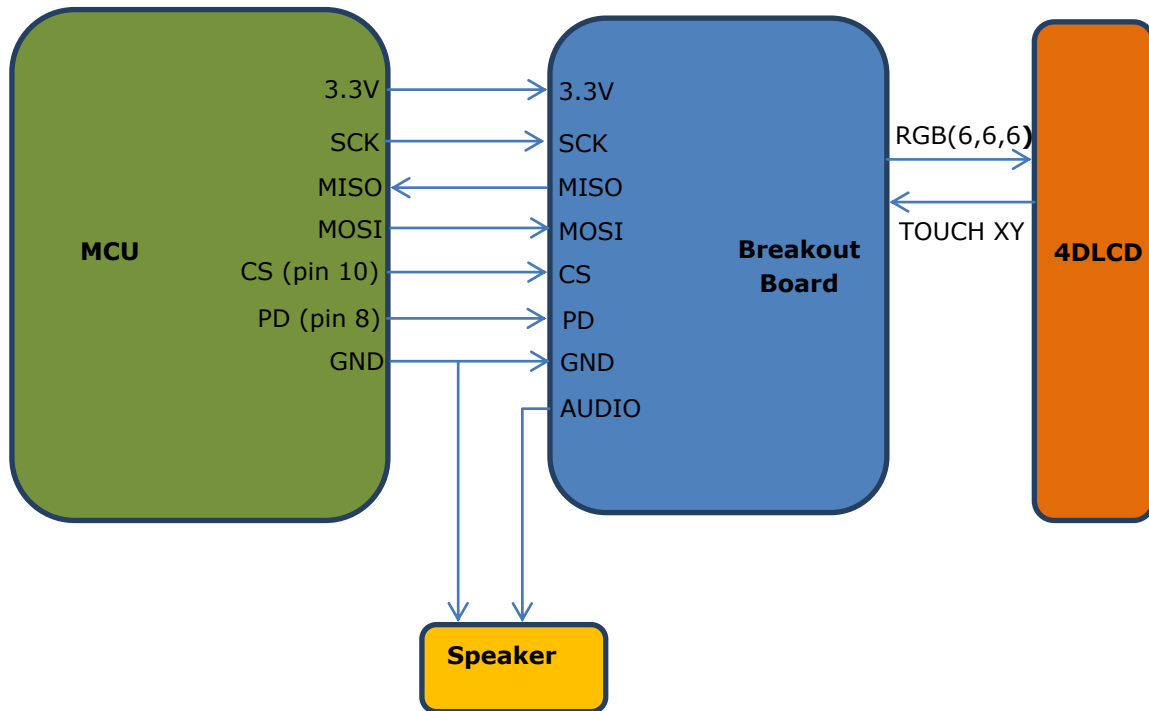 3.3V
SCK
MISO
MOSI
CS (pin 10)
PD (pin 8)
GND
MCU
3.3V
SCK
MISO
MOSI
CS
PD
GND
AUDIO
Breakout
Board
RGB(6,6,6)
TOUCH XY
4DLCD
Speaker